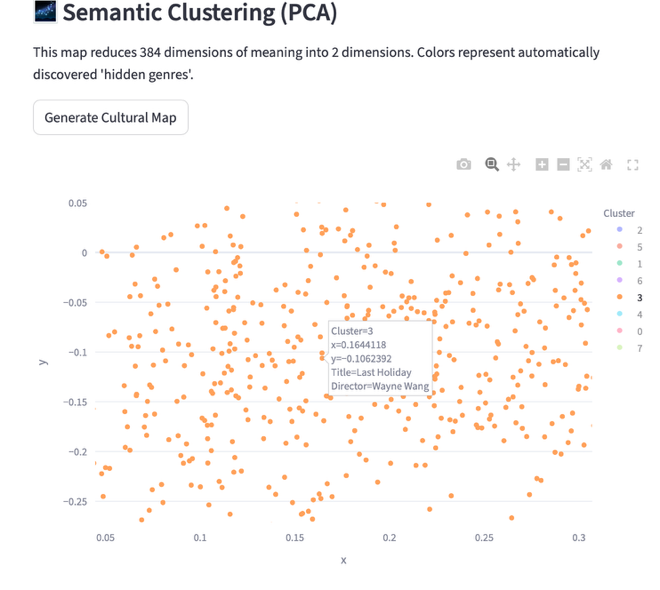 Semantic Clustering (PCA)
This map reduces 384 dimensions of meaning into 2 dimensions. Colors represent automatically
discovered 'hidden genres'.
Generate Cultural Map
Cluster
2
5
1
6
3
4
0
7
0.05
0
−0.05
−0.1
−0.15
−0.2
−0.25
y
Cluster=3
x=0.1644118
y=−0.1062392
Title=Last Holiday
Director=Wayne Wang
0.05
0.1
0.15
0.2
0.25
0.3
x